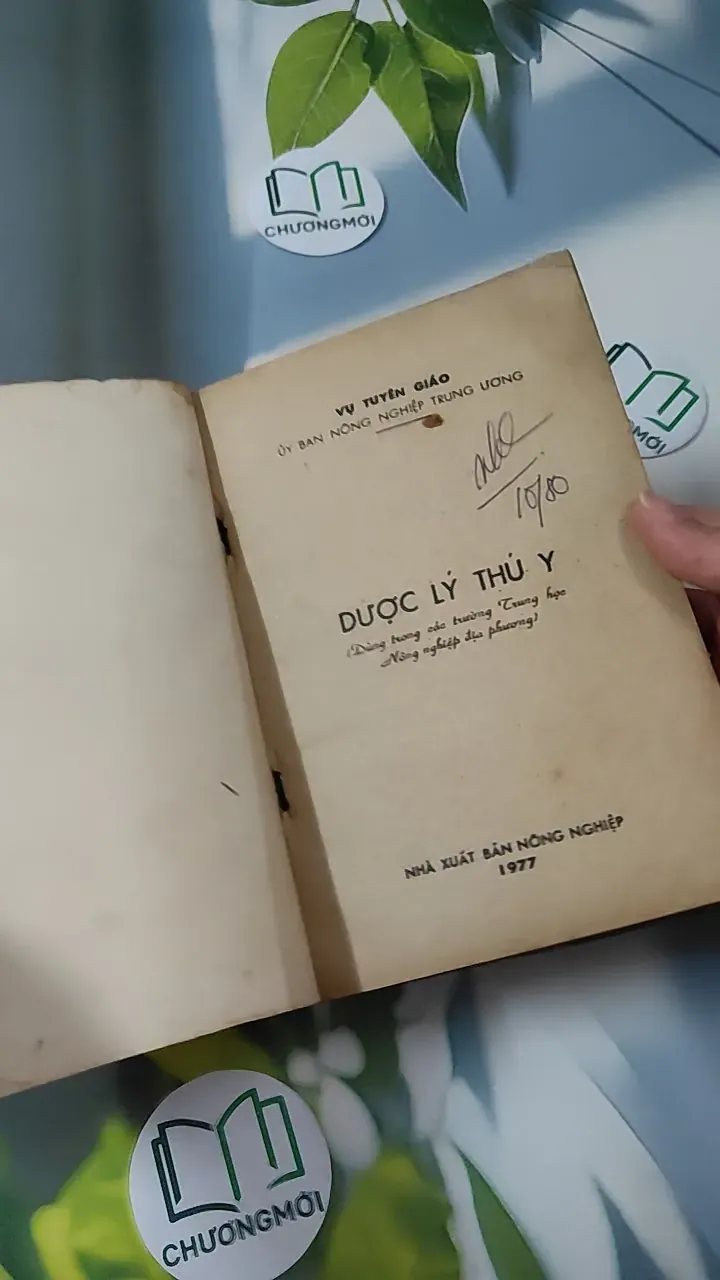 CHƯƠNGMỚI
MỚI
VỤ TUYÊN GIÁO
ỦY BAN NÔNG NGHIỆP TRUNG ƯƠNG
10/80
DƯỢC LÝ THÚ Y
(Dùng trong các trường Trung học
Nông nghiệp địa phương)
NHÀ XUẤT BẢN NÔNG NGHIỆP
1977
CHƯƠNGMỚI